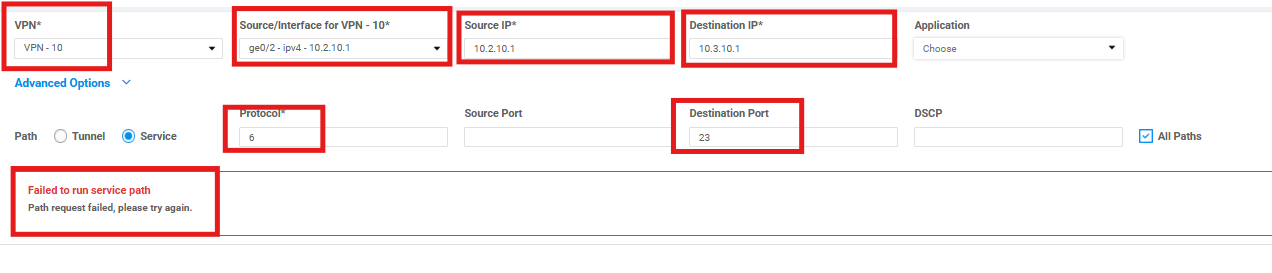 VPN* Source/Interface for VPN - 10* Source IP* Destination IP* Application
VPN - 10 ge0/2 - ipv4 - 10.2.10.1 10.2.10.1 10.3.10.1 Choose
Advanced Options
Protocol* Source Port Destination Port DSCP
Path Tunnel Service 6 23 All Paths
Failed to run service path
Path request failed, please try again.